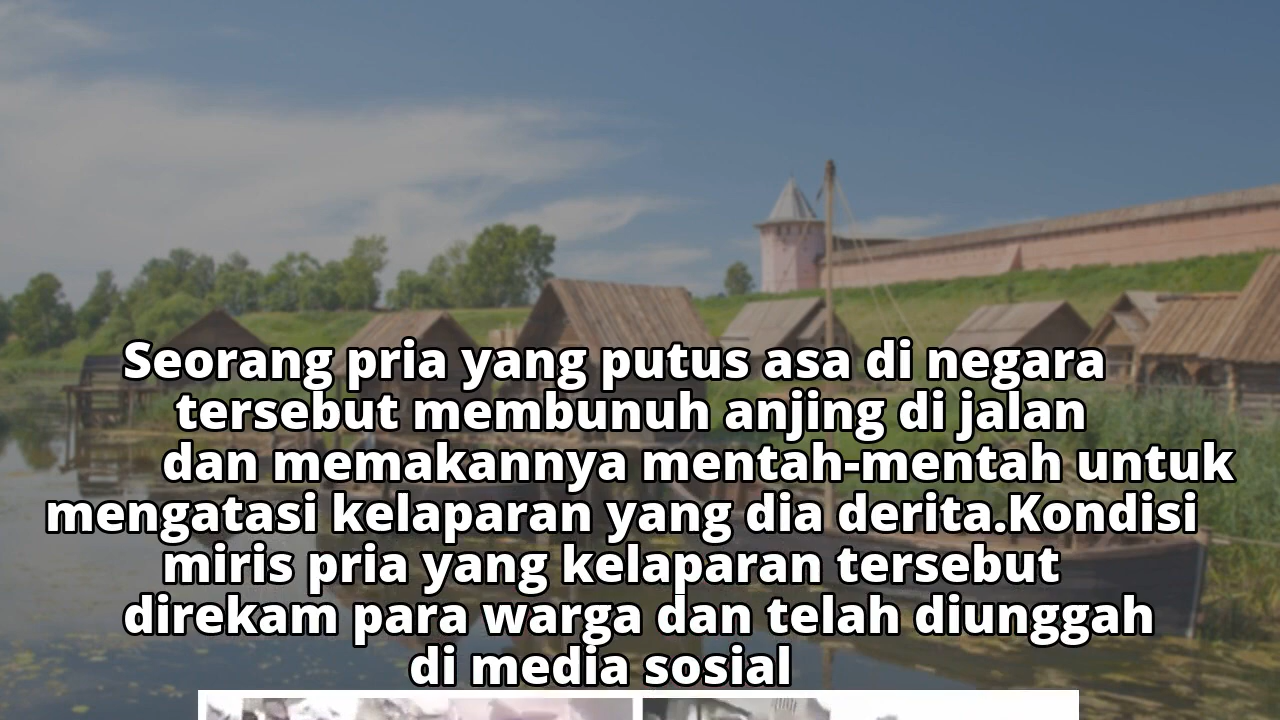 Seorang pria yang putus asa di negara
tersebut membunuh anjing di jalan
dan memakannya mentah-mentah untuk
mengatasi kelaparan yang dia derita.Kondisi
miris pria yang kelaparan tersebut
direkam para warga dan telah diunggah
di media sosial